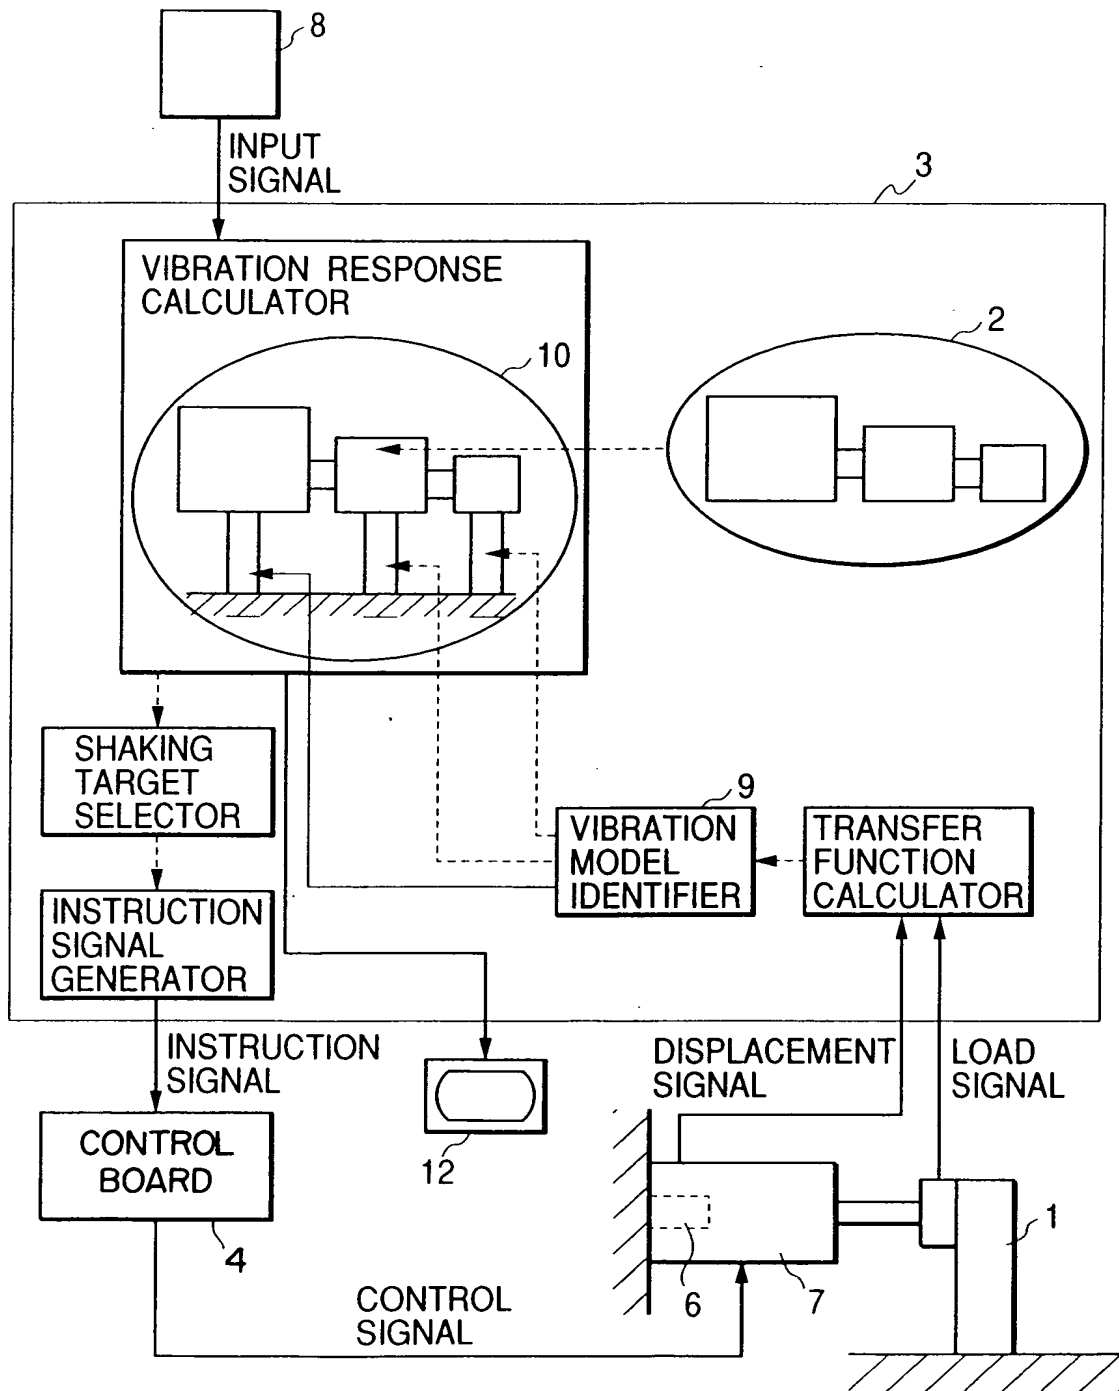 8
INPUT
SIGNAL
3
VIBRATION RESPONSE
CALCULATOR
10
2
SHAKING
TARGET
SELECTOR
9
VIBRATION
MODEL
IDENTIFIER
TRANSFER
FUNCTION
CALCULATOR
INSTRUCTION
SIGNAL
GENERATOR
INSTRUCTION
SIGNAL
DISPLACEMENT
SIGNAL
LOAD
SIGNAL
CONTROL
BOARD
12
4
1
6
7
CONTROL
SIGNAL